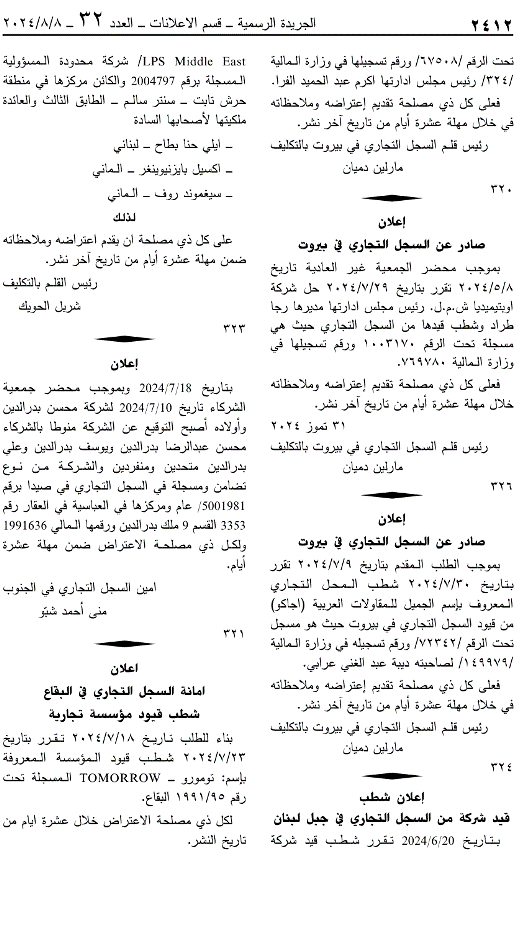 ٢٤١٢
الجريدة الرسمية ــ قسم الاعلانات ــ العدد ٣٢ ــ ٢٠٢٤/٨/٨
تحت الرقم /٦٧٥٠٨/ ورقم تسجيلها في وزارة المالية
/٣٢٤/ رئيس مجلس ادارتها اكرم عبد الحميد الفرا.
فعلى كل ذي مصلحة تقديم إعتراضه وملاحظاته
في خلال مهلة عشرة أيام من تاريخ آخر نشر.
رئيس قلم السجل التجاري في بيروت بالتكليف
مارلين دميان
٣٢٠
إعلان
صادر عن السجل التجاري في بيروت
بموجب محضر الجمعية غير العادية تاريخ
٢٠٢٤/٥/٨ تقرر بتاريخ ٢٠٢٤/٧/٢٩ حل شركة
اوبتيميديا ش.م.ل. رئيس مجلس ادارتها مديرها رجا
طراد وشطب قيدها من السجل التجاري حيث هي
مسجلة تحت الرقم ١٠٠٣١٧٠ ورقم تسجيلها في
وزارة المالية ٧٦٩٧٨٠.
فعلى كل ذي مصلحة تقديم إعتراضه وملاحظاته
خلال مهلة عشرة أيام من تاريخ آخر نشر.
٣١ تموز ٢٠٢٤
رئيس قلم السجل التجاري في بيروت بالتكليف
مارلين دميان
٣٢٦
إعلان
صادر عن السجل التجاري في بيروت
بموجب الطلب المقدم بتاريخ ٢٠٢٤/٧/٩ تقرر
بتاريخ ٢٠٢٤/٧/٣٠ شطب المحل التجاري
المعروف بإسم الجميل للمقاولات العربية (اجاكو)
من قيود السجل التجاري في بيروت حيث هو مسجل
تحت الرقم /٧٢٣٤٢/ ورقم تسجيله في وزارة المالية
/١٤٩٩٧٩/ لصاحبته ديبة عبد الغني عرابي.
فعلى كل ذي مصلحة تقديم إعتراضه وملاحظاته
في خلال مهلة عشرة أيام من تاريخ آخر نشر.
رئيس قلم السجل التجاري في بيروت بالتكليف
مارلين دميان
٣٢٤
إعلان شطب
قيد شركة من السجل التجاري في جبل لبنان
بتاريخ 2024/6/20 تقرر شطب قيد شركة
LPS Middle East/ شركة محدودة المسؤولية
المسجلة برقم 2004797 والكائن مركزها في منطقة
حرش تابت ــ سنتر سالم ــ الطابق الثالث والعائدة
ملكيتها لأصحابها السادة
ــ ايلي حنا بطاح ــ لبناني
ــ اكسيل بايزنيوينغر ــ الماني
ــ سيغموند روف ــ الماني
لذلك
على كل ذي مصلحة ان يقدم اعتراضه وملاحظاته
ضمن مهلة عشرة أيام من تاريخ آخر نشر.
رئيس القلم بالتكليف
شربل الحويك
٣٢٣
إعلان
بتاريخ 2024/7/18 وبموجب محضر جمعية
الشركاء تاريخ 2024/7/10 لشركة محسن بدرالدين
وأولاده أصبح التوقيع عن الشركة منوطا بالشركاء
محسن عبدالرضا بدرالدين ويوسف بدرالدين وعلي
بدرالدين متحدين ومنفردين والشركة من نوع
تضامن ومسجلة في السجل التجاري في صيدا برقم
5001981/ عام ومركزها في العباسية في العقار رقم
3353 القسم 9 ملك بدرالدين ورقمها المالي 1991636
ولكل ذي مصلحة الاعتراض ضمن مهلة عشرة
أيام.
امين السجل التجاري في الجنوب
منى أحمد شبّو
٣٢١
اعلان
امانة السجل التجاري في البقاع
شطب قيود مؤسسة تجارية
بناء للطلب تاريخ ٢٠٢٤/٧/١٨ تقرر بتاريخ
٢٠٢٤/٧/٢٣ شطب قيود المؤسسة المعروفة
بإسم: تومورو ــ TOMORROW المسجلة تحت
رقم ١٩٩١/٩٥ البقاع.
لكل ذي مصلحة الاعتراض خلال عشرة ايام من
تاريخ النشر.